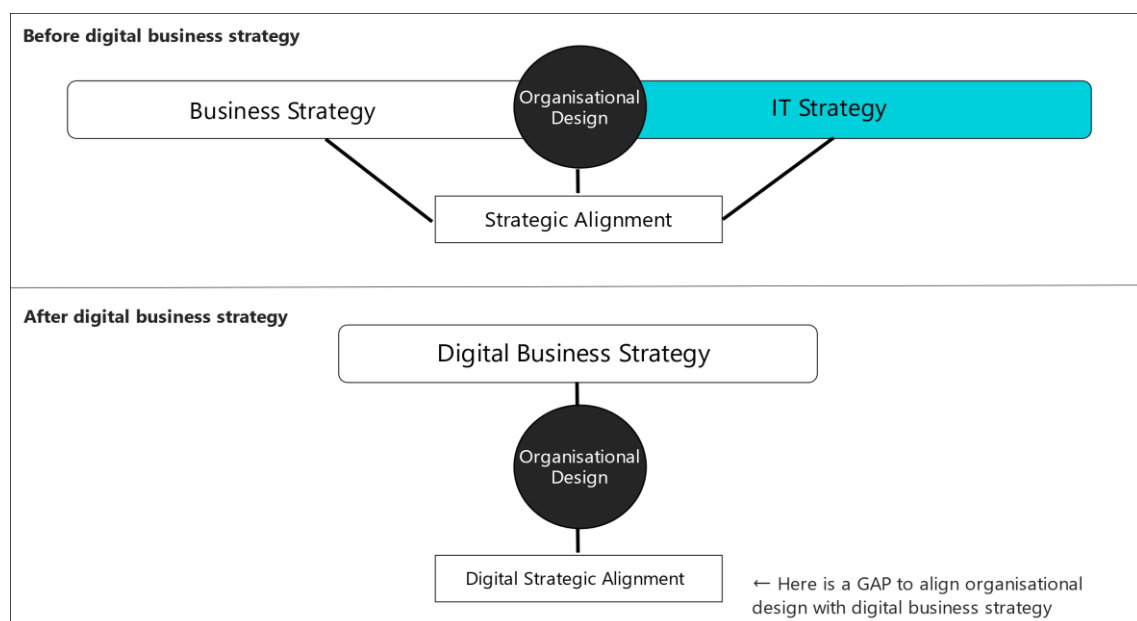 Before digital business strategy
Business Strategy
Organisational
Design
IT Strategy
Strategic Alignment
After digital business strategy
Digital Business Strategy
Organisational
Design
Digital Strategic Alignment
← Here is a GAP to align organisational
design with digital business strategy